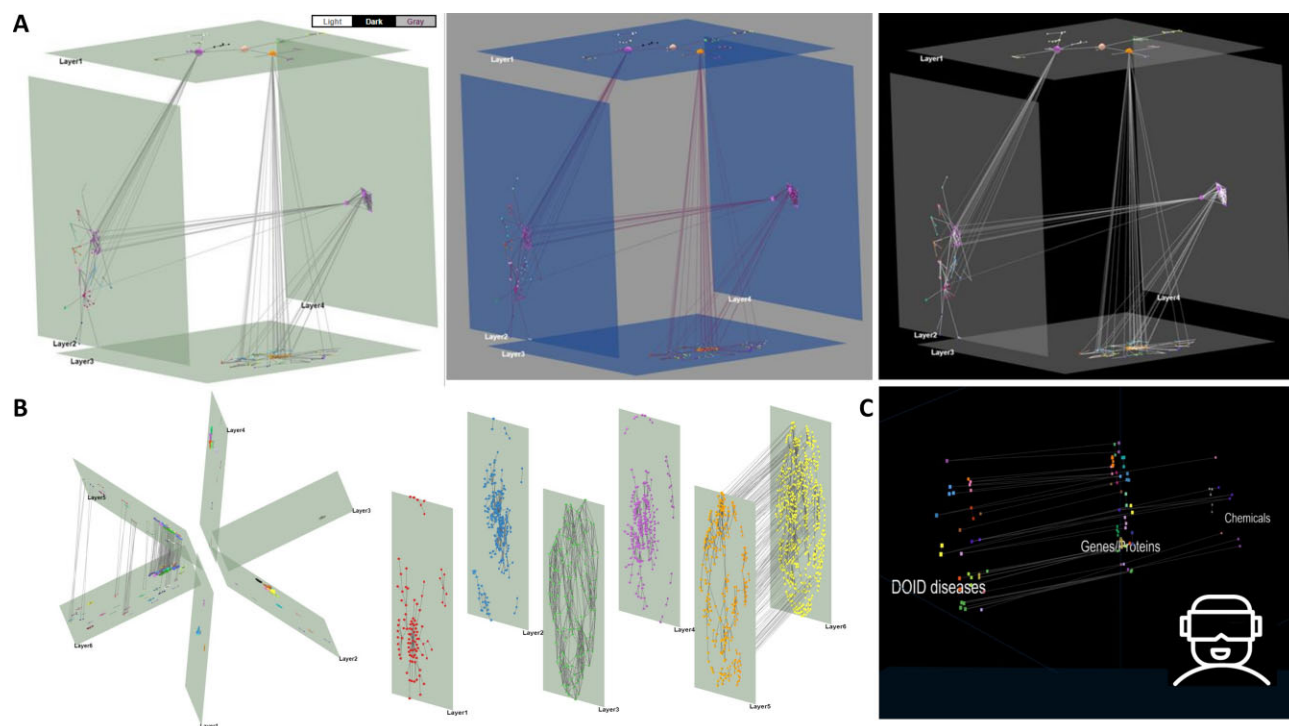 A
Light Dark Gray
Layer1
Layer4
Layer2
Layer3
Layer1
Layer4
Layer2
Layer3
Layer1
Layer4
Layer2
Layer3
B
Layer4
Layer5
Layer3
Layer6
Layer2
Layer1
Layer2
Layer3
Layer4
Layer5
Layer6
C
Chemicals
Genes/Proteins
DOID diseases